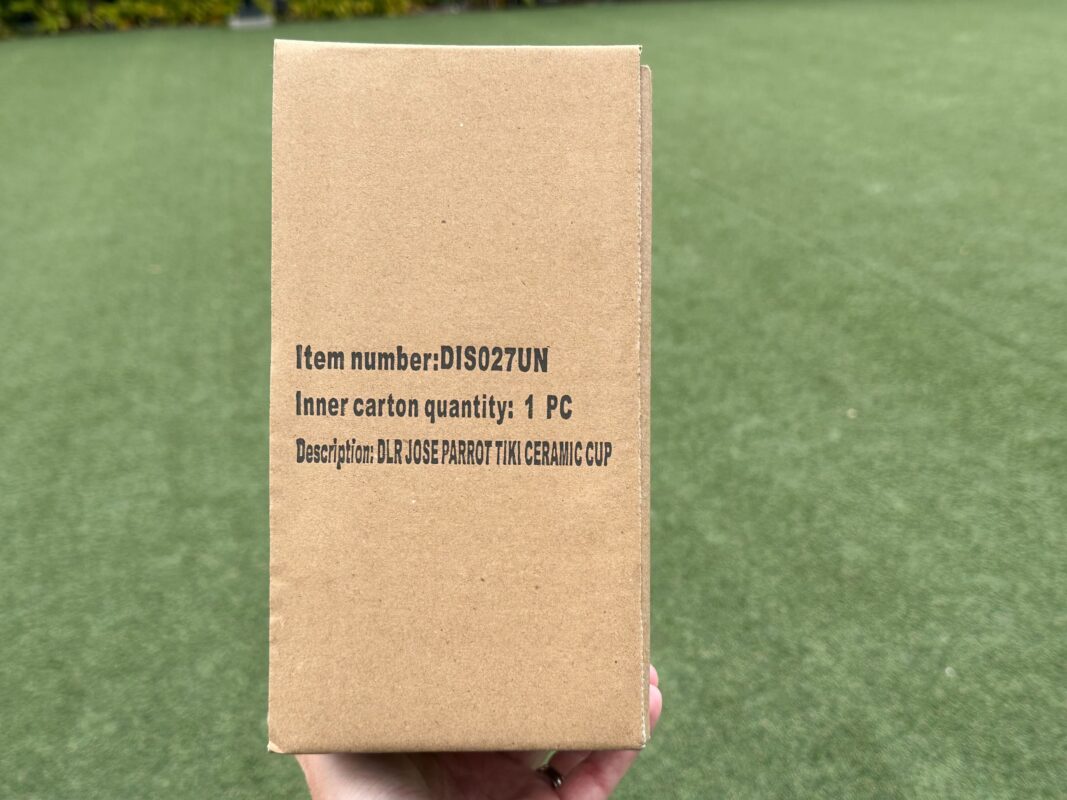 Item number:DIS027UN
Inner carton quantity: 1 PC
Description: DLR JOSE PARROT TIKI CERAMIC CUP